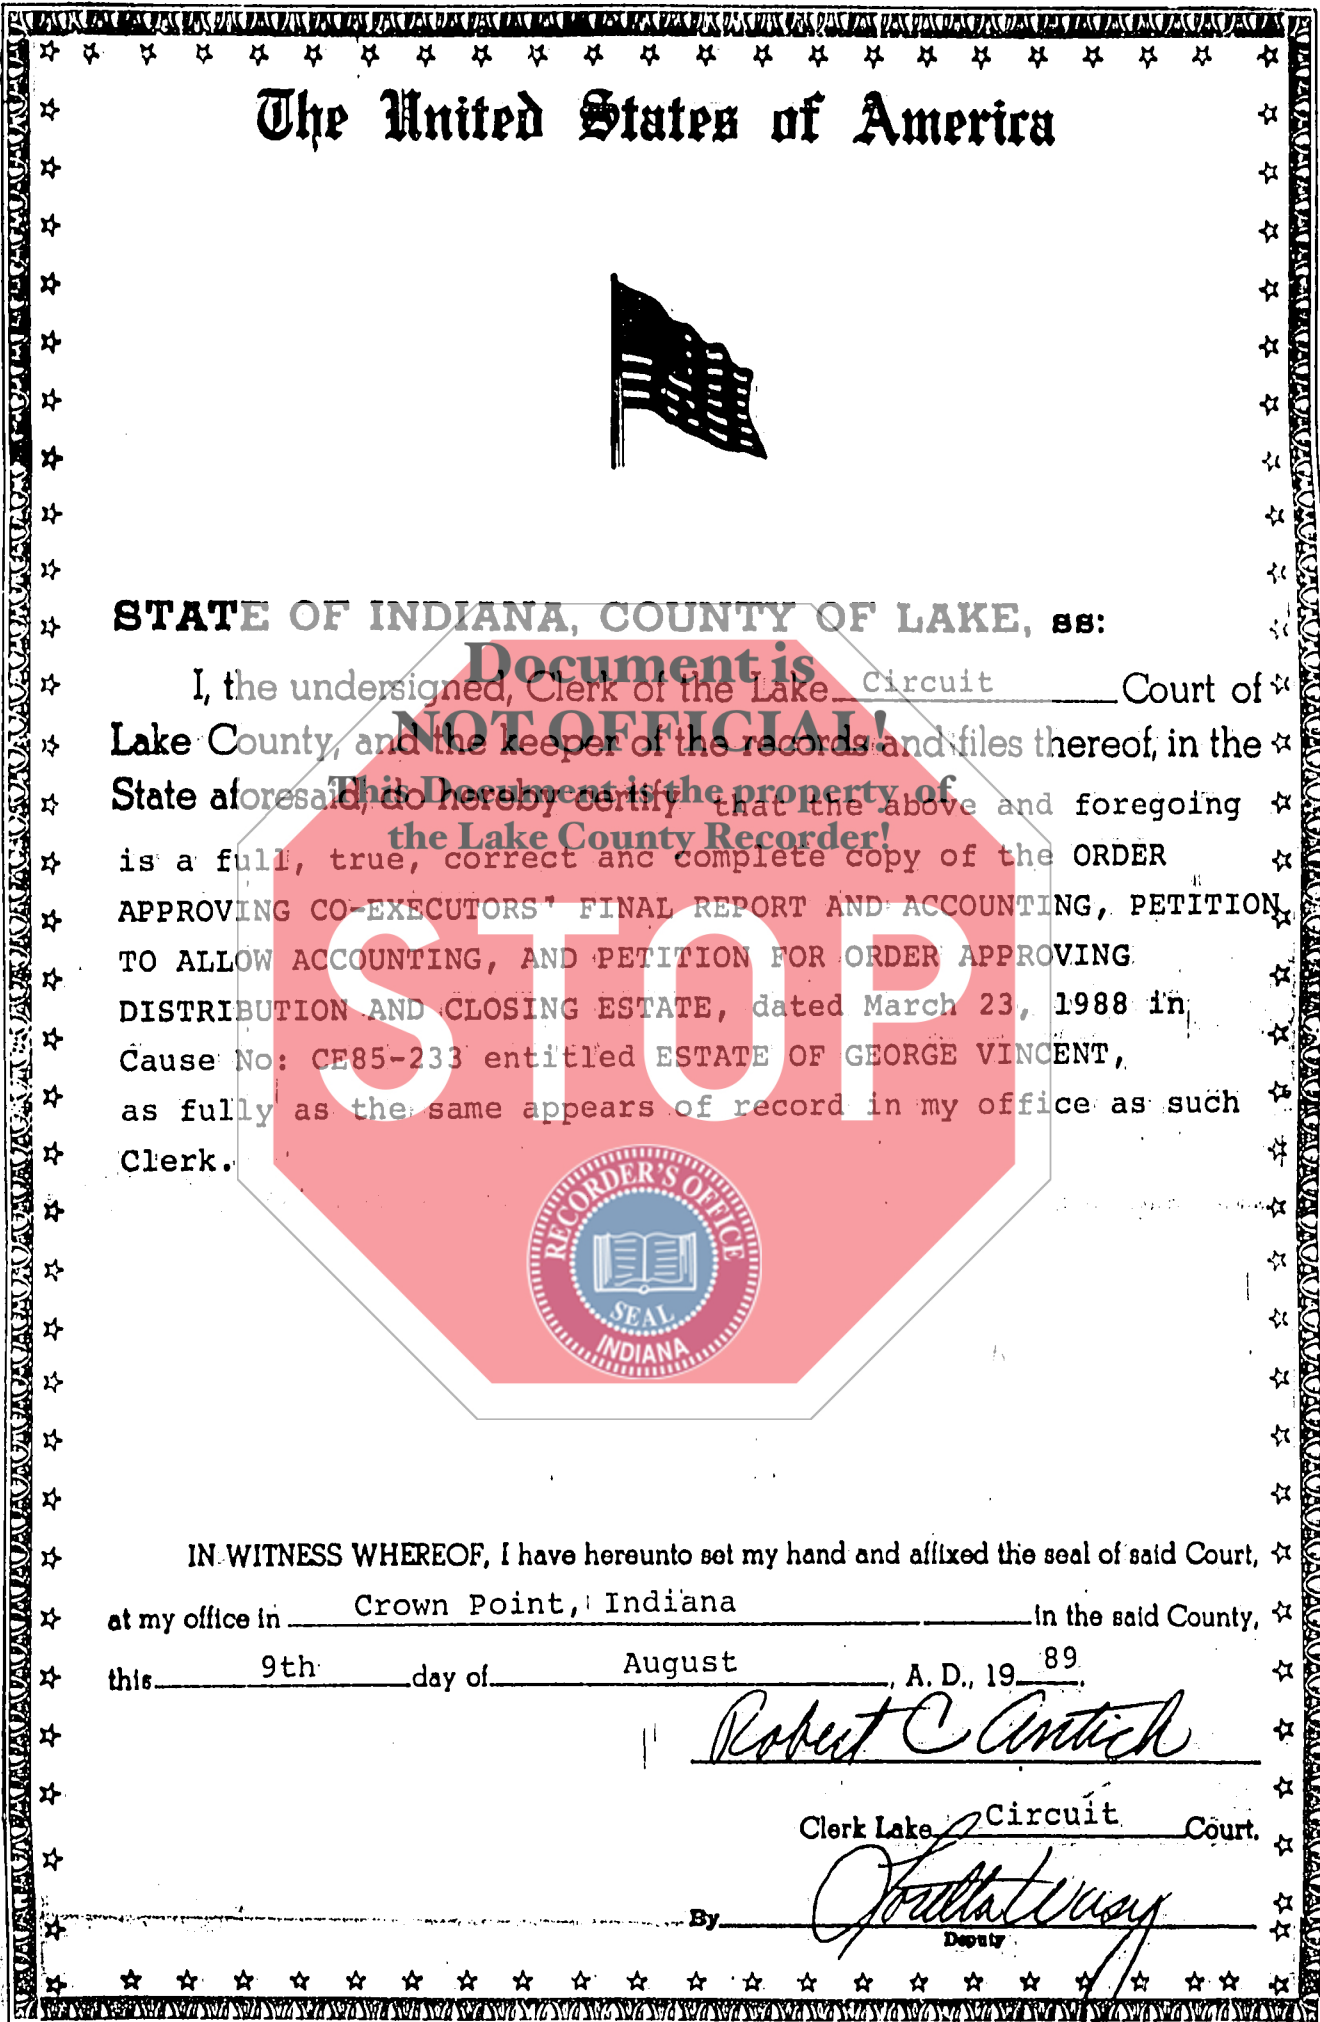 The United States of America
STATE OF INDIANA, COUNTY OF LAKE, ss:
Document is
I, the undersigned, Clerk of the Lake Circuit Court of
NOT OFFICIAL!
Lake County, and the keeper of the records and files thereof, in the
This Document is the property of
State aforesaid, do hereby certify that the above and foregoing
the Lake County Recorder!
is a full, true, correct and complete copy of the ORDER
APPROVING CO-EXECUTORS' FINAL REPORT AND ACCOUNTING, PETITION
TO ALLOW ACCOUNTING, AND PETITION FOR ORDER APPROVING
DISTRIBUTION AND CLOSING ESTATE, dated March 23, 1988 in
Cause No: CE85-233 entitled ESTATE OF GEORGE VINCENT,
as fully as the same appears of record in my office as such
Clerk.
STOP
RECORDER'S OFFICE
SEAL
INDIANA
IN WITNESS WHEREOF, I have hereunto set my hand and affixed the seal of said Court,
at my office in Crown Point, Indiana in the said County,
this 9th day of August, A. D., 19 89.
Robert C Antich
Clerk Lake Circuit Court.
By Loretta
Deputy